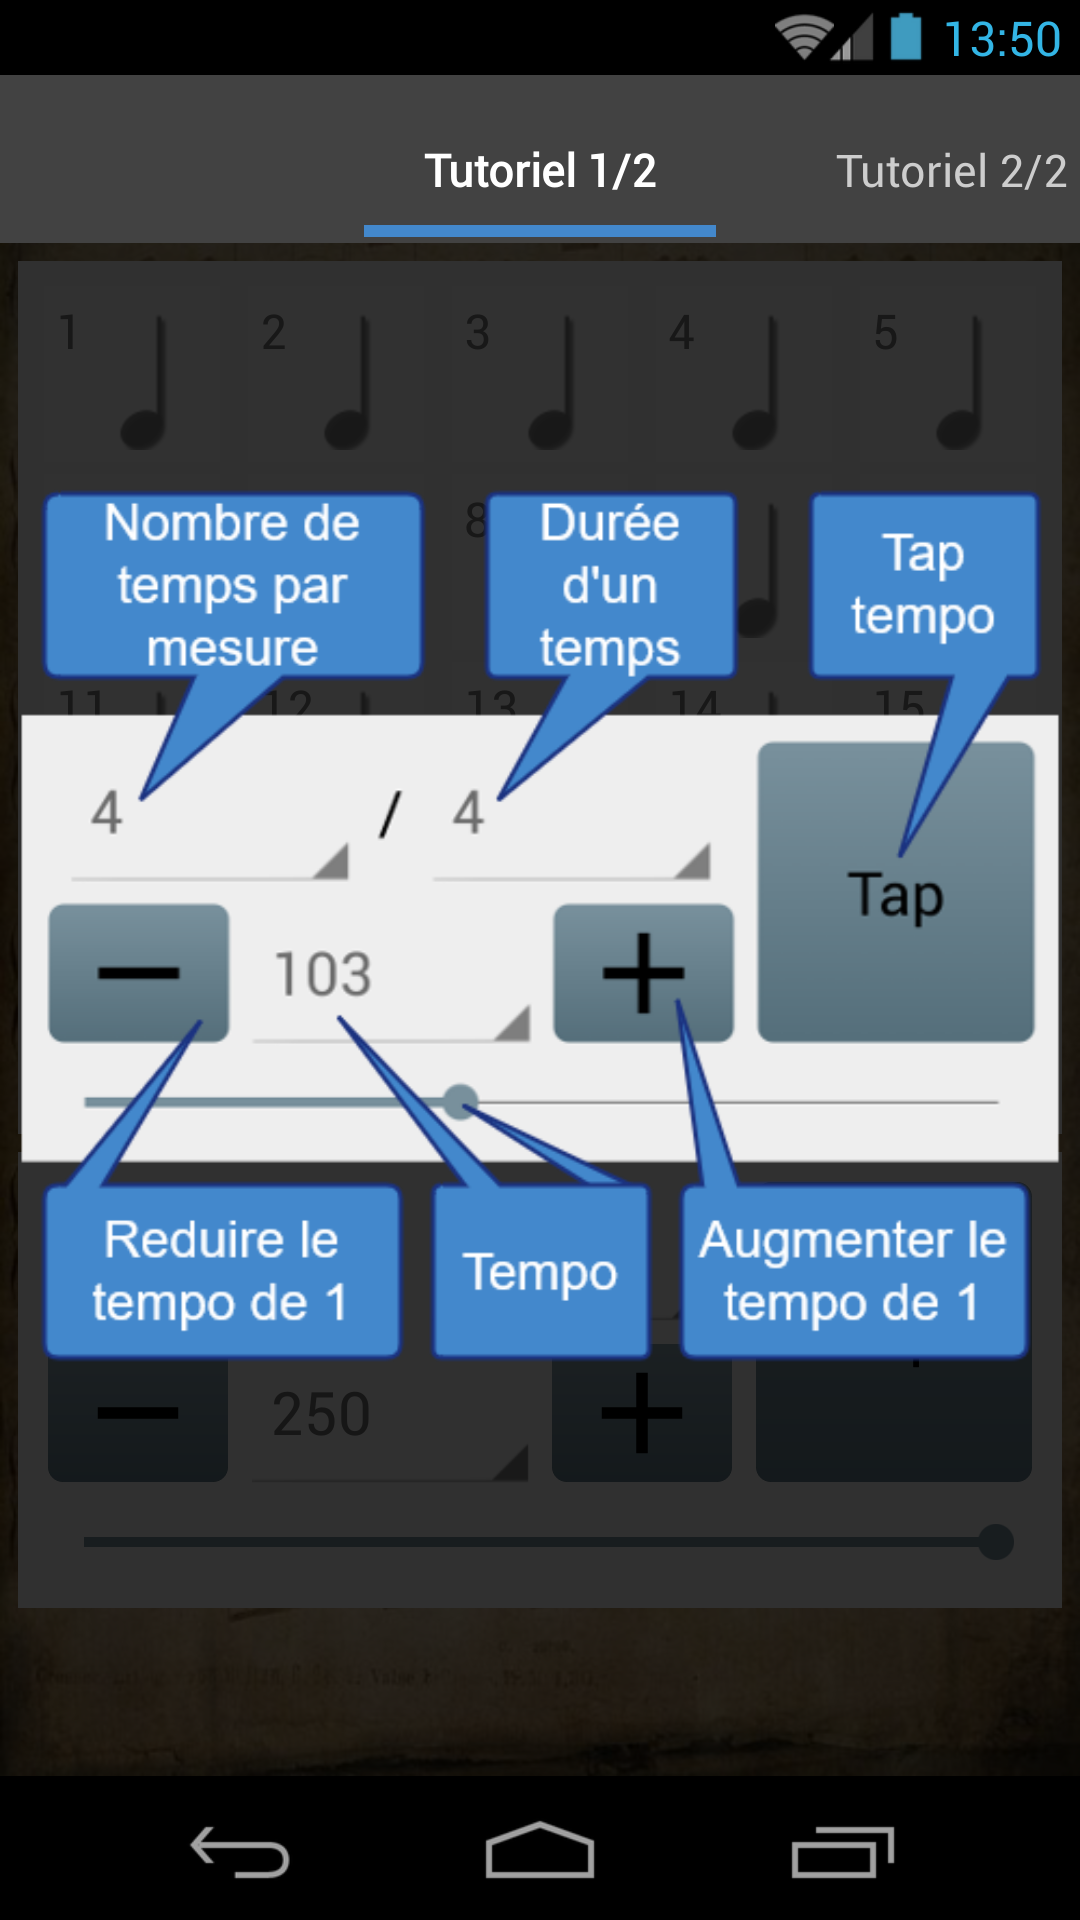 13:50
Tutoriel 1/2
Tutoriel 2/2
1 2 3 4 5
8
Nombre de
temps par
mesure
Durée
d'un
temps
Tap
tempo
11 12 13 14 15
4 / 4
Tap
103
Reduire le
tempo de 1
Tempo
Augmenter le
tempo de 1
250